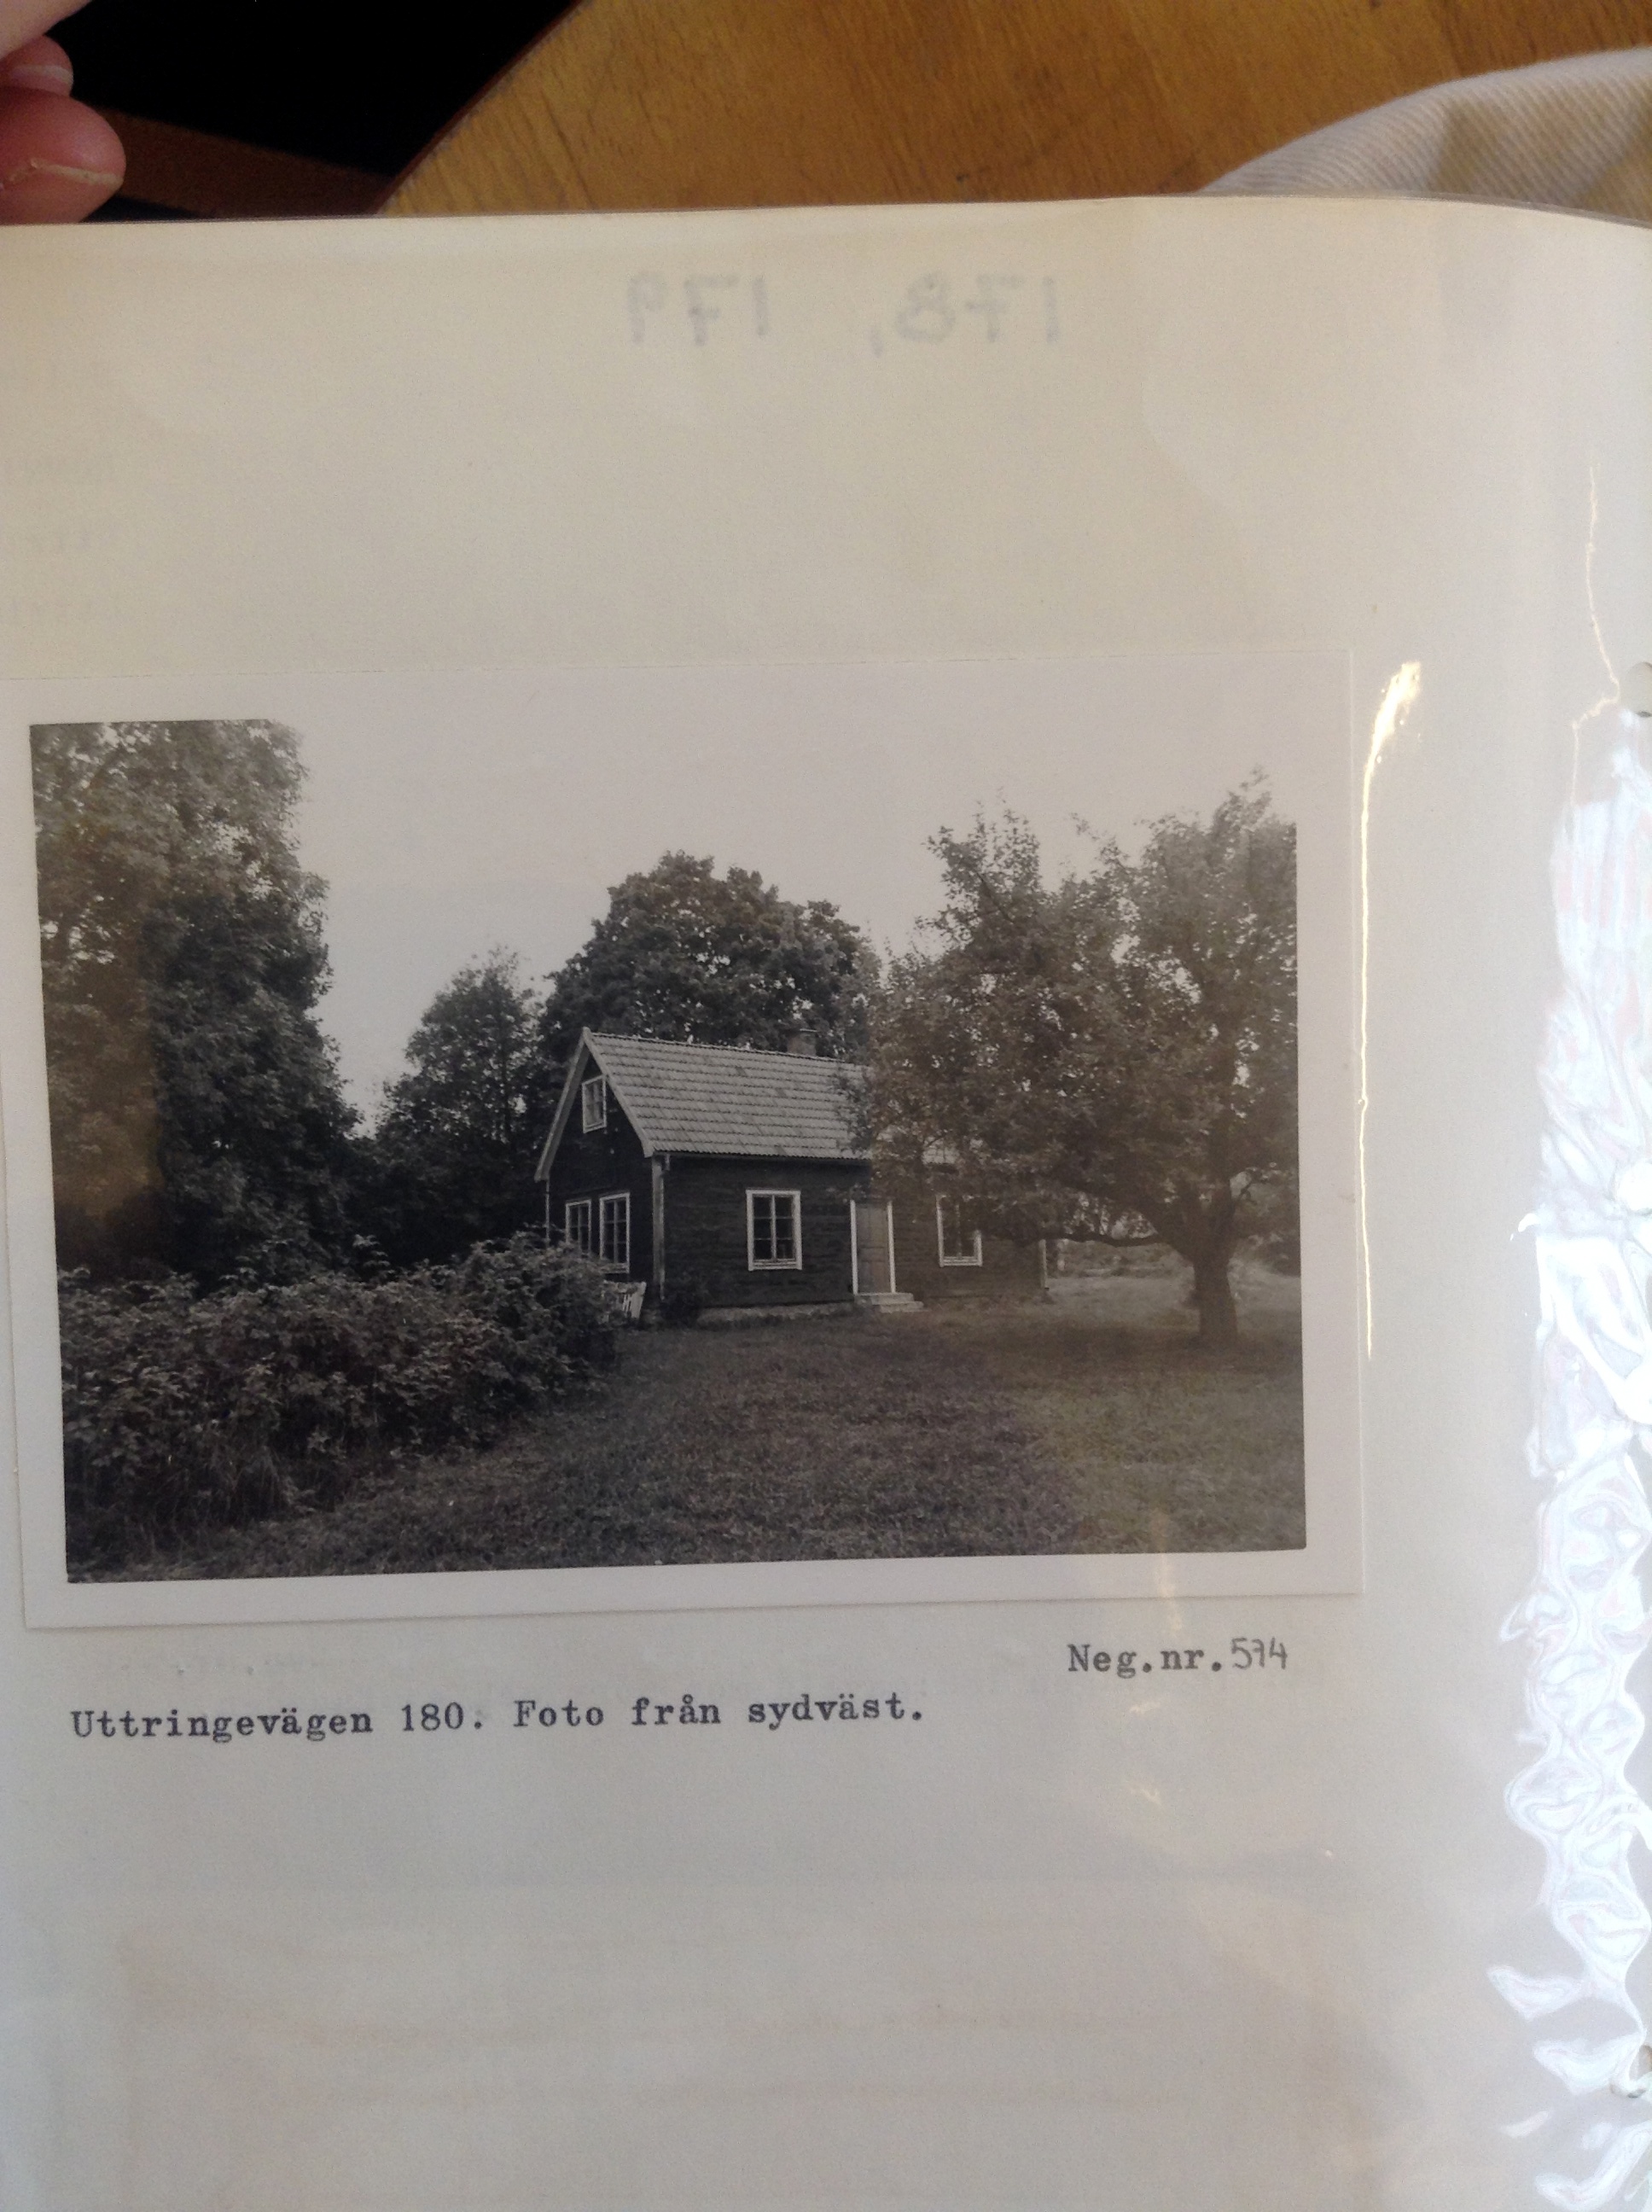 178, 179
Neg.nr.574
Uttringevägen 180. Foto från sydväst.